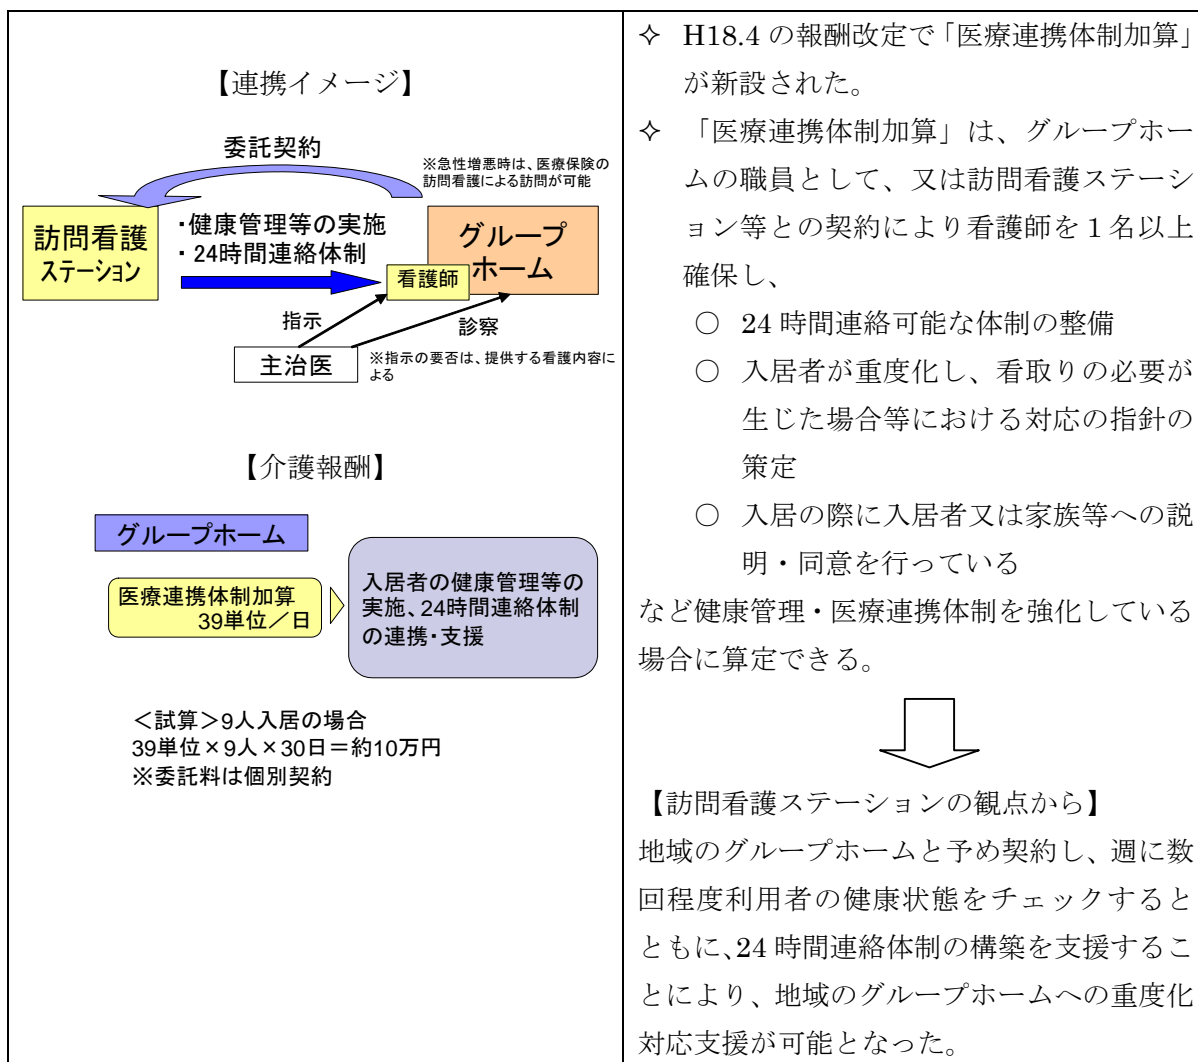 【連携イメージ】
委託契約
※急性増悪時は、医療保険の
訪問看護による訪問が可能
訪問看護
ステーション
・健康管理等の実施
・24時間連絡体制
グループ
ホーム
看護師
指示
診察
主治医
※指示の要否は、提供する看護内容に
よる
【介護報酬】
グループホーム
医療連携体制加算
39単位／日
入居者の健康管理等の
実施、24時間連絡体制
の連携・支援
＜試算＞9人入居の場合
39単位×9人×30日＝約10万円
※委託料は個別契約
✧ H18.4 の報酬改定で「医療連携体制加算」
が新設された。
✧ 「医療連携体制加算」は、グループホー
ムの職員として、又は訪問看護ステーシ
ョン等との契約により看護師を 1 名以上
確保し、
○ 24 時間連絡可能な体制の整備
○ 入居者が重度化し、看取りの必要が
生じた場合等における対応の指針の
策定
○ 入居の際に入居者又は家族等への説
明・同意を行っている
など健康管理・医療連携体制を強化している
場合に算定できる。
【訪問看護ステーションの観点から】
地域のグループホームと予め契約し、週に数
回程度利用者の健康状態をチェックすると
ともに、24 時間連絡体制の構築を支援するこ
とにより、地域のグループホームへの重度化
対応支援が可能となった。